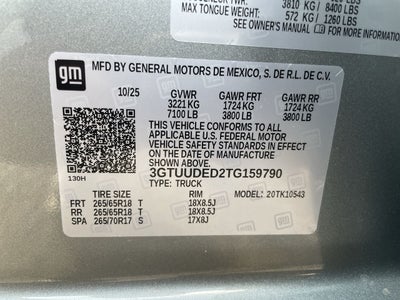 3810 KG / 8400 LBS
MAX TONGUE WEIGHT:
572 KG / 1260 LBS
SEE OWNER'S MANUAL FOR MORE INFORMATION
gm
MFD BY GENERAL MOTORS DE MEXICO, S. DE R.L. DE C.V.
10/25 GVWR GAWR FRT GAWR RR
3221 KG 1724 KG 1724 KG
7100 LB 3800 LB 3800 LB
THIS VEHICLE CONFORMS TO ALL
APPLICABLE U.S. FEDERAL MOTOR
VEHICLE SAFETY STANDARDS IN EFFECT
ON THE DATE OF MANUFACTURE
SHOWN ABOVE.
3GTUUDED2TG159790
130H TYPE: TRUCK
TIRE SIZE RIM MODEL: 20TK10543
FRT 265/65R18 T 18X8.5J
RR 265/65R18 T 18X8.5J
SPA 265/70R17 S 17X8J